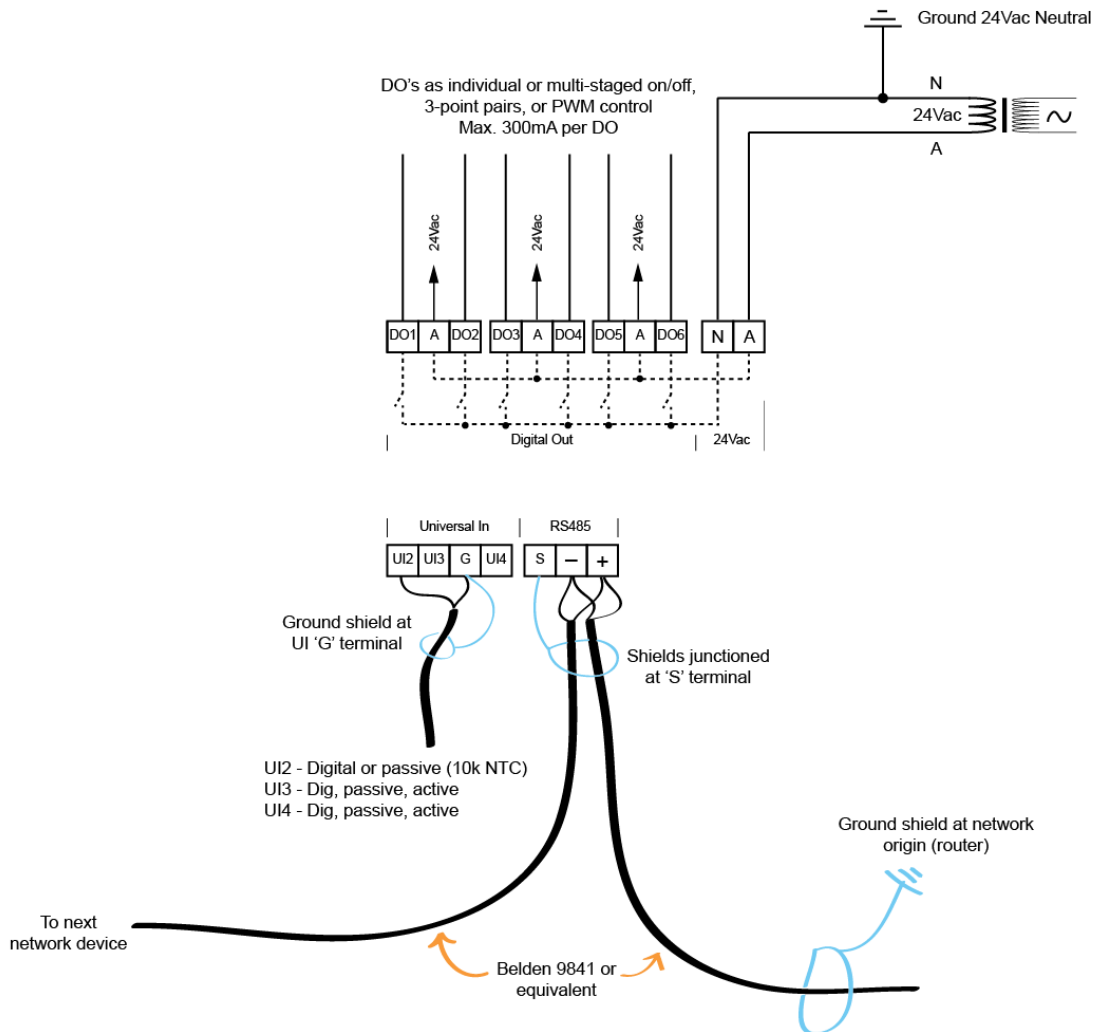 Ground 24Vac Neutral
DO's as individual or multi-staged on/off,
3-point pairs, or PWM control
Max. 300mA per DO
N
24Vac
A
24Vac
24Vac
24Vac
DO1 A DO2 DO3 A DO4 DO5 A DO6 N A
Digital Out 24Vac
Universal In RS485
UI2 UI3 G UI4 S − +
Ground shield at
UI 'G' terminal
Shields junctioned
at 'S' terminal
UI2 - Digital or passive (10k NTC)
UI3 - Dig, passive, active
UI4 - Dig, passive, active
Ground shield at network
origin (router)
To next
network device
Belden 9841 or
equivalent